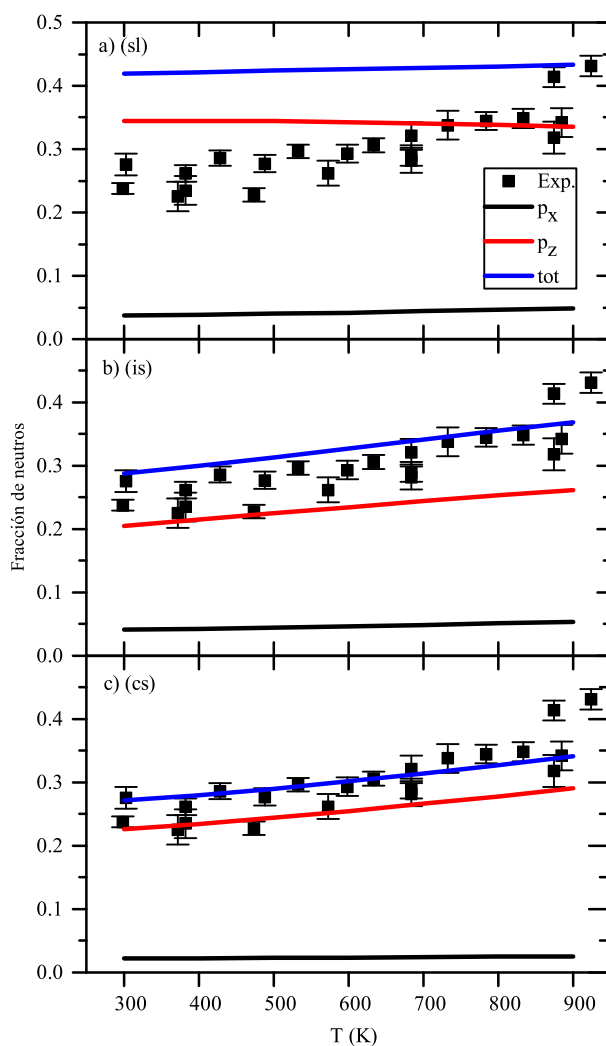 0.5
a) (sl)
0.4
0.3
0.2
0.1
0.0
Exp.
p_x
p_z
tot
b) (is)
0.4
0.3
0.2
0.1
0.0
Fracción de neutros
c) (cs)
0.4
0.3
0.2
0.1
0.0
300 400 500 600 700 800 900
T (K)